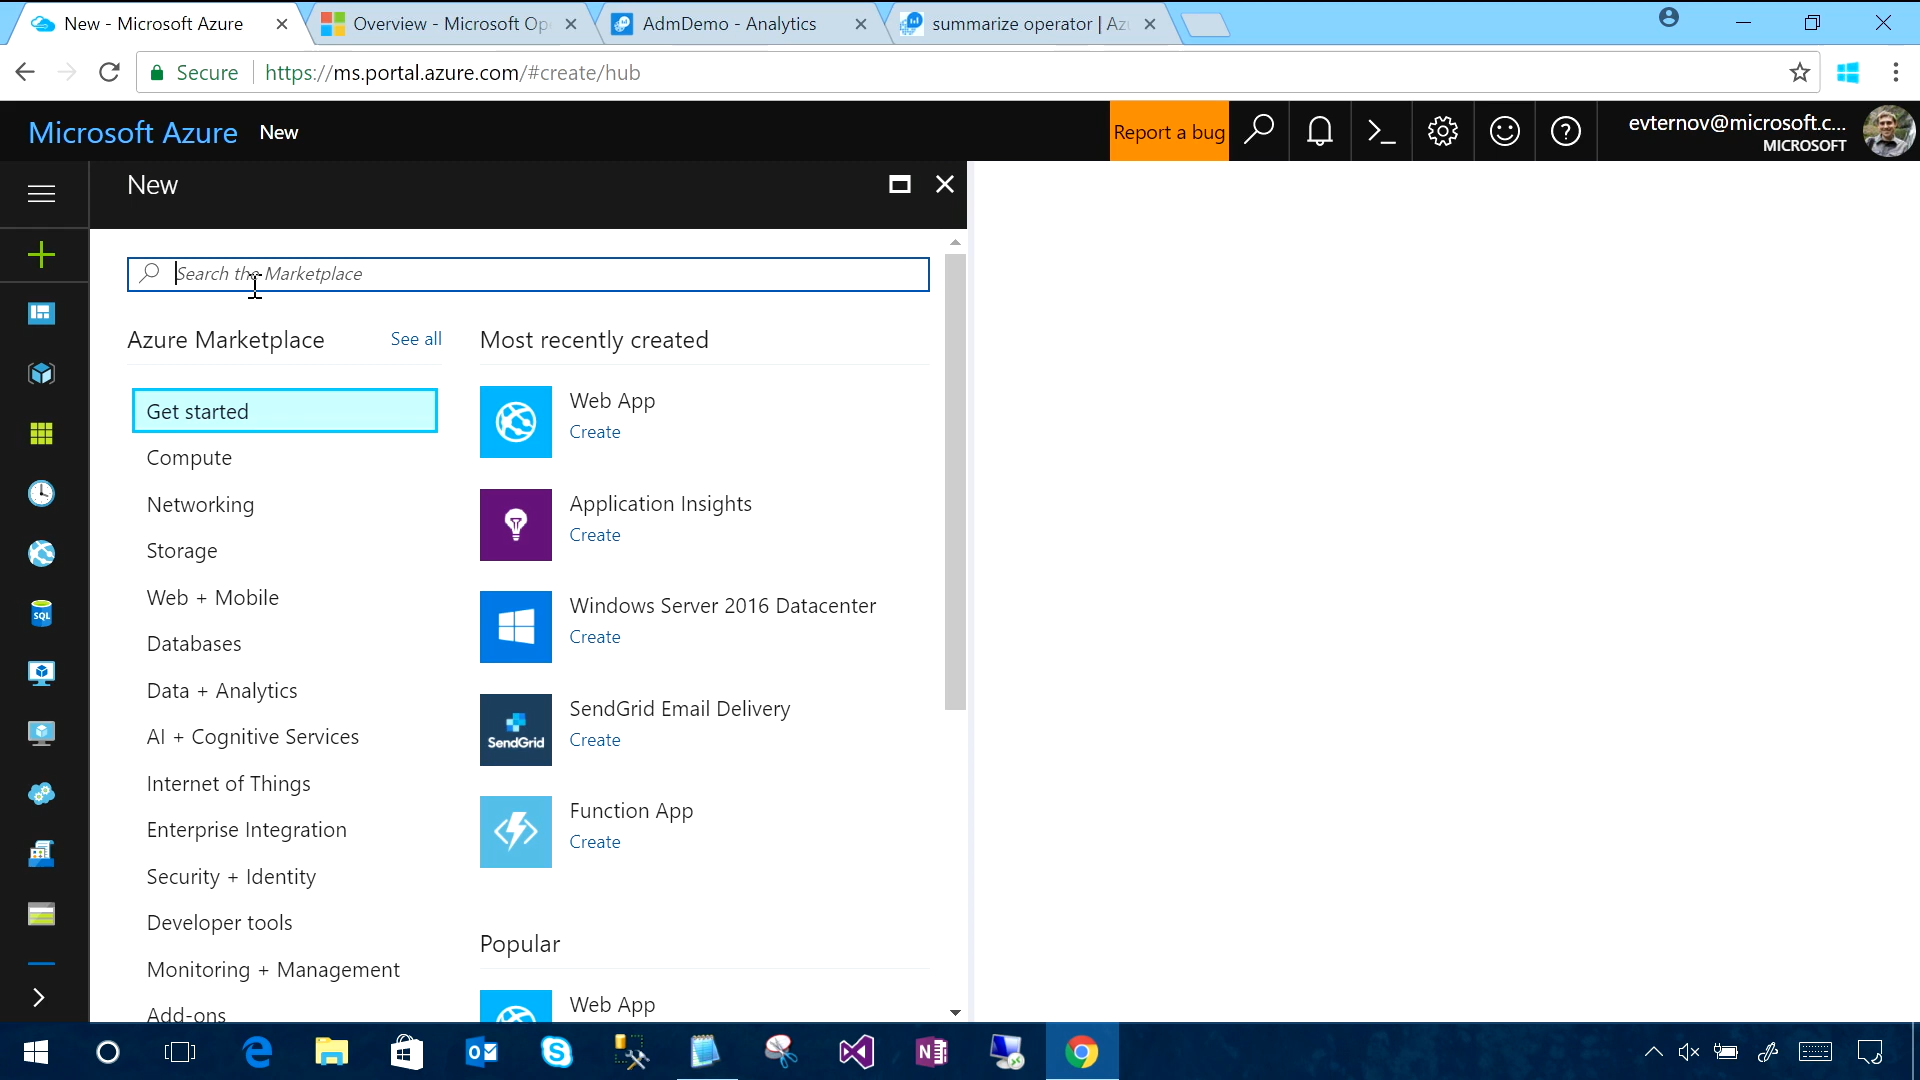 New - Microsoft Azure
Overview - Microsoft Op
AdmDemo - Analytics
summarize operator | Az
Secure
https://ms.portal.azure.com/#create/hub
Microsoft Azure
New
Report a bug
evternov@microsoft.c...
MICROSOFT
New
Search the Marketplace
Azure Marketplace
See all
Get started
Compute
Networking
Storage
Web + Mobile
Databases
Data + Analytics
AI + Cognitive Services
Internet of Things
Enterprise Integration
Security + Identity
Developer tools
Monitoring + Management
Add-ons
Most recently created
Web App
Create
Application Insights
Create
Windows Server 2016 Datacenter
Create
SendGrid
SendGrid Email Delivery
Create
Function App
Create
Popular
Web App
SQL